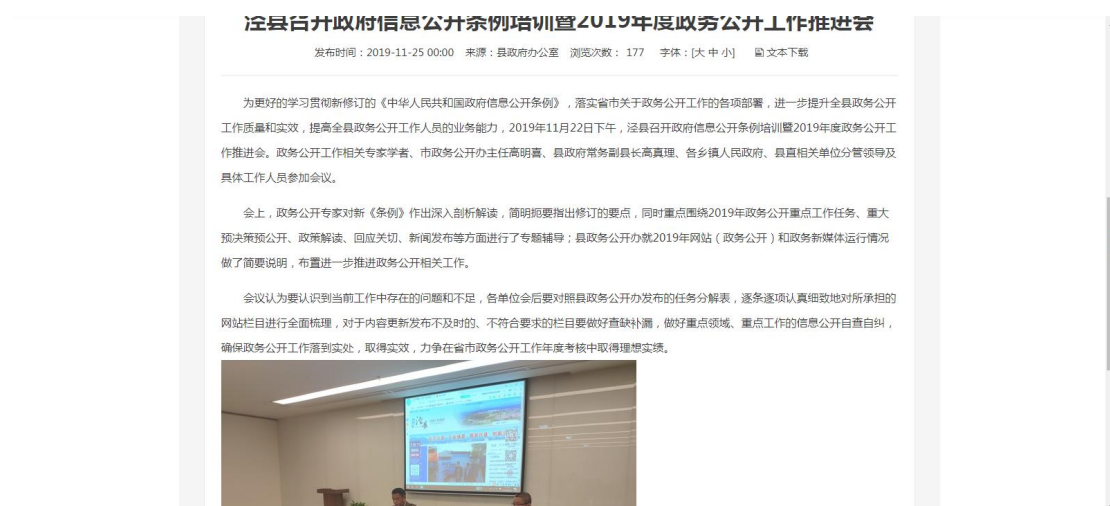 泾县召开政府信息公开条例培训暨2019年度政务公开工作推进会
发布时间：2019-11-25 00:00 来源：县政府办公室 浏览次数： 177 字体：[大 中 小] 文本下载
为更好的学习贯彻新修订的《中华人民共和国政府信息公开条例》，落实省市关于政务公开工作的各项部署，进一步提升全县政务公开
工作质量和实效，提高全县政务公开工作人员的业务能力，2019年11月22日下午，泾县召开政府信息公开条例培训暨2019年度政务公开工
作推进会。政务公开工作相关专家学者、市政务公开办主任高明喜、县政府常务副县长高真理、各乡镇人民政府、县直相关单位分管领导及
具体工作人员参加会议。
会上，政务公开专家对新《条例》作出深入剖析解读，简明扼要指出修订的要点，同时重点围绕2019年政务公开重点工作任务、重大
预决策预公开、政策解读、回应关切、新闻发布等方面进行了专题辅导；县政务公开办就2019年网站（政务公开）和政务新媒体运行情况
做了简要说明，布置进一步推进政务公开相关工作。
会议认为要认识到当前工作中存在的问题和不足，各单位会后要对照县政务公开办发布的任务分解表，逐条逐项认真细致地对所承担的
网站栏目进行全面梳理，对于内容更新发布不及时的、不符合要求的栏目要做好查缺补漏，做好重点领域、重点工作的信息公开自查自纠，
确保政务公开工作落到实处，取得实效，力争在省市政务公开工作年度考核中取得理想实绩。